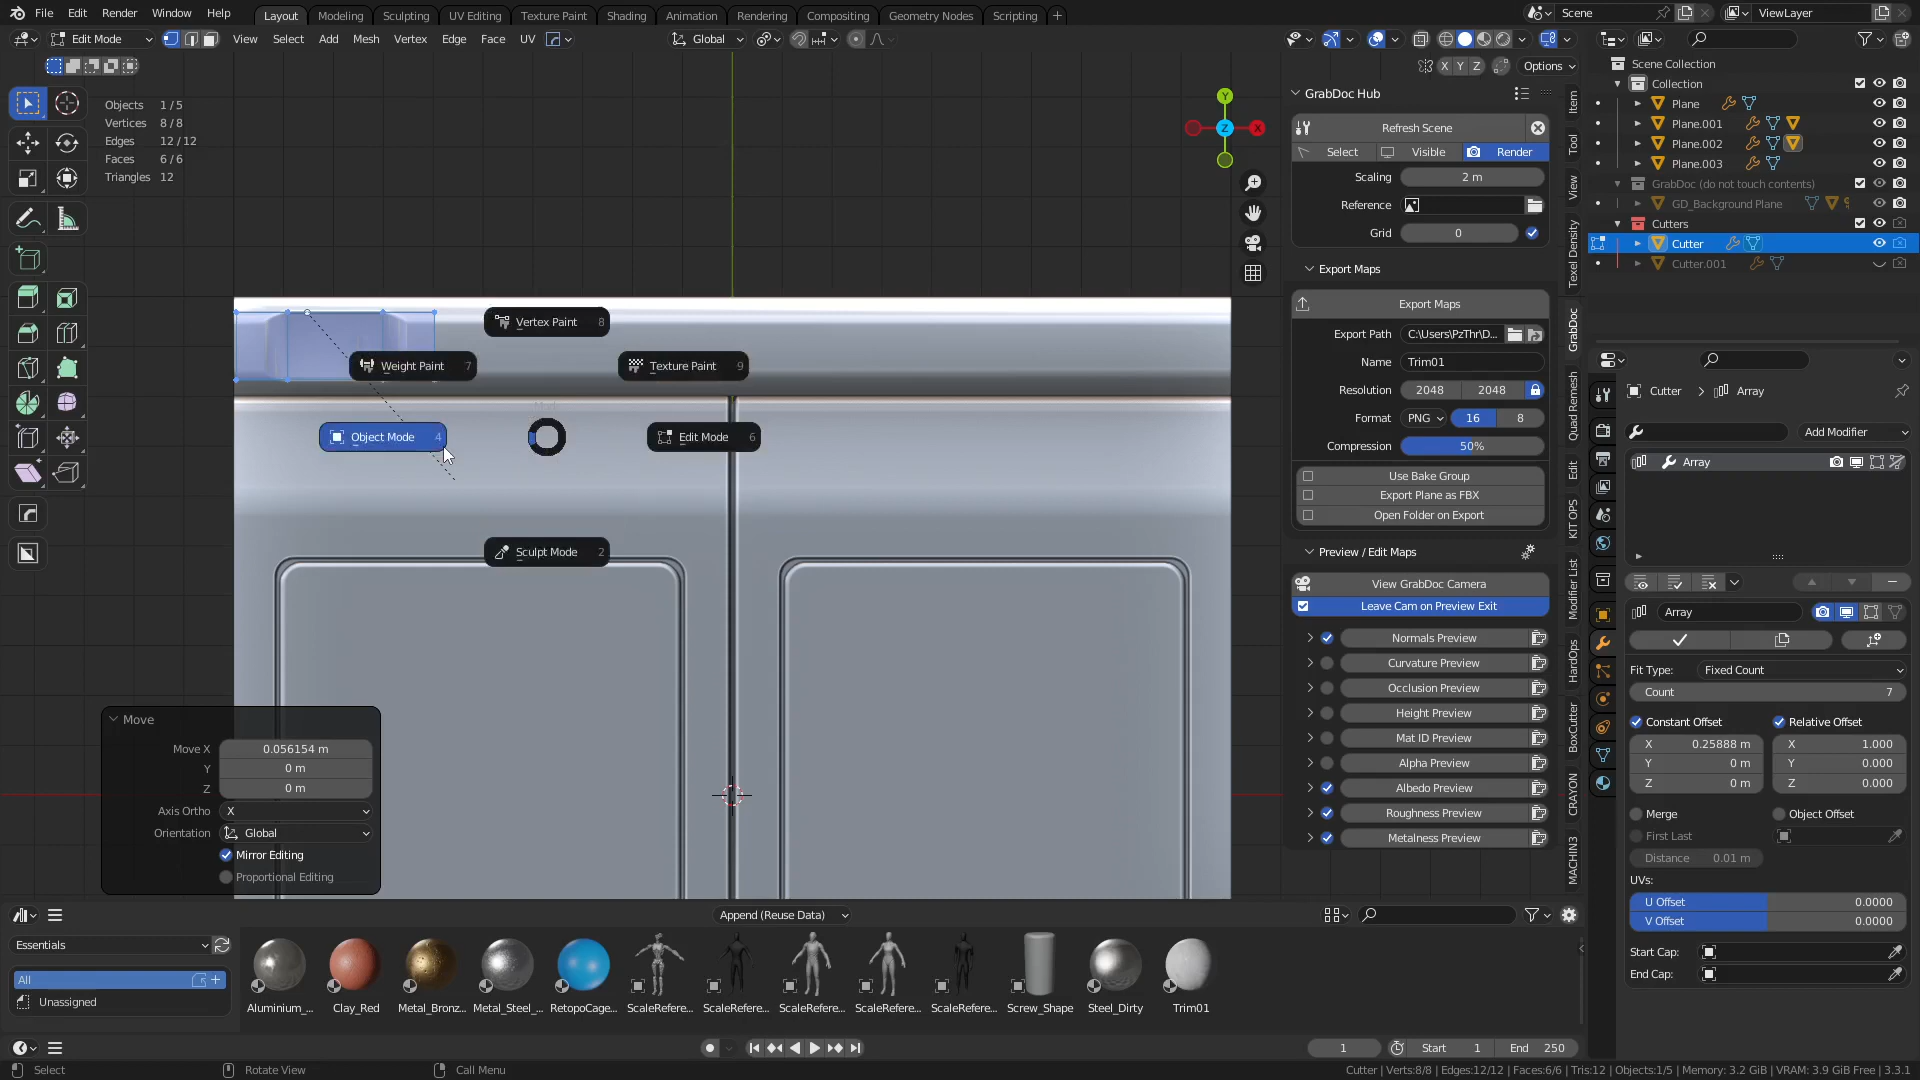 File Edit Render Window Help Layout Modeling Sculpting UV Editing Texture Paint Shading Animation Rendering Compositing Geometry Nodes Scripting Scene ViewLayer
Edit Mode View Select Add Mesh Vertex Edge Face UV Global
X Y Z Options
Objects 1 / 5
Vertices 8 / 8
Edges 12 / 12
Faces 6 / 6
Triangles 12
Y
X
Z
Vertex Paint 8
Weight Paint 7
Texture Paint 9
Object Mode 4
Edit Mode 6
Sculpt Mode 2
Move
Move X 0.056154 m
Y 0 m
Z 0 m
Axis Ortho X
Orientation Global
Mirror Editing
Proportional Editing
GrabDoc Hub
Refresh Scene
Select Visible Render
Scaling 2 m
Reference
Grid 0
Export Maps
Export Maps
Export Path C:\Users\PzThr\D...
Name Trim01
Resolution 2048 2048
Format PNG 16 8
Compression 50%
Use Bake Group
Export Plane as FBX
Open Folder on Export
Preview / Edit Maps
View GrabDoc Camera
Leave Cam on Preview Exit
Normals Preview
Curvature Preview
Occlusion Preview
Height Preview
Mat ID Preview
Alpha Preview
Albedo Preview
Roughness Preview
Metalness Preview
Item
Tool
View
Texel Density
GrabDoc
Quad Remesh
Edit
KIT OPS
Modifier List
HardOps
BoxCutter
CRAYON
MACHIN3
Scene Collection
Collection
Plane
Plane.001
Plane.002
Plane.003
GrabDoc (do not touch contents)
GD_Background Plane
Cutters
Cutter
Cutter.001
Cutter Array
Add Modifier
Array
Array
Fit Type: Fixed Count
Count 7
Constant Offset Relative Offset
X 0.25888 m X 1.000
Y 0 m Y 0.000
Z 0 m Z 0.000
Merge Object Offset
First Last
Distance 0.01 m
UVs:
U Offset 0.0000
V Offset 0.0000
Start Cap:
End Cap:
Append (Reuse Data)
Essentials
All
Unassigned
Aluminium_... Clay_Red Metal_Bronz... Metal_Steel_... RetopoCage... ScaleRefere... ScaleRefere... ScaleRefere... ScaleRefere... ScaleRefere... Screw_Shape Steel_Dirty Trim01
1 Start 1 End 250
Select Rotate View Call Menu Cutter | Verts:8/8 | Edges:12/12 | Faces:6/6 | Tris:12 | Objects:1/5 | Memory: 3.2 GiB | VRAM: 3.9 GiB Free | 3.3.1